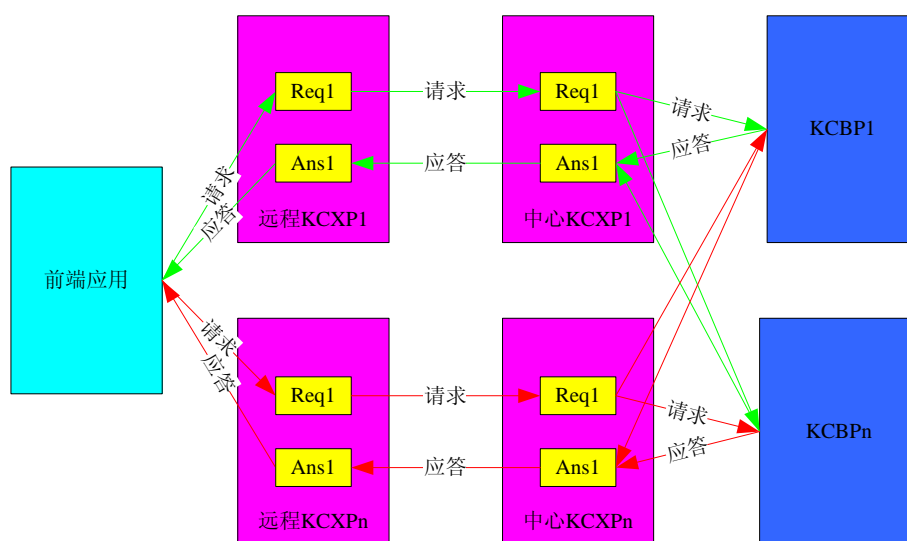 Req1
请求
Req1
请求
KCBP1
应答
Ans1
应答
Ans1
请求
应答
远程KCXP1
中心KCXP1
前端应用
请求
应答
Req1
请求
Req1
请求
KCBPn
应答
Ans1
应答
Ans1
远程KCXPn
中心KCXPn